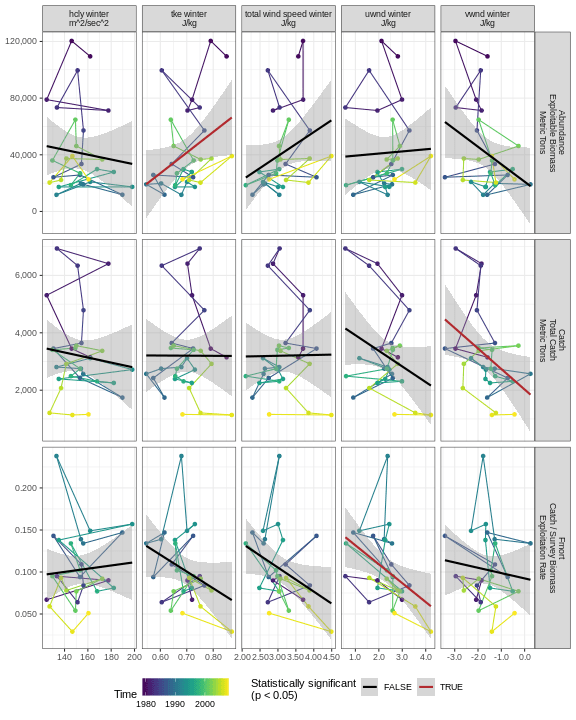 hcly winter
m^2/sec^2
tke winter
J/kg
total wind speed winter
J/kg
uwnd winter
J/kg
vwnd winter
J/kg
120,000
80,000
40,000
0
Abundance
Exploitable Biomass
Metric Tons
6,000
4,000
2,000
Catch
Total Catch
Metric Tons
0.200
0.150
0.100
0.050
Fmort
Catch / Survey Biomass
Exploitation Rate
140 160 180 200
0.60 0.70 0.80
2.00 2.50 3.00 3.50 4.00 4.50
1.0 2.0 3.0 4.0
-3.0 -2.0 -1.0 0.0
Time
1980 1990 2000
Statistically significant
(p < 0.05)
FALSE
TRUE